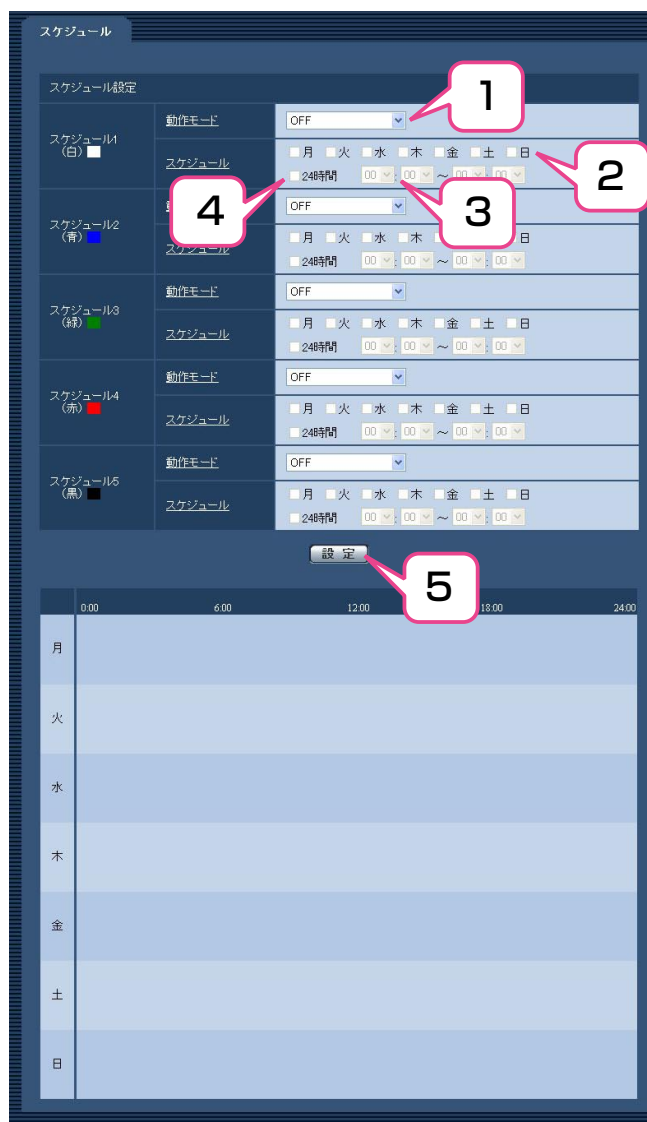 スケジュール
スケジュール設定
スケジュール1
(白)
動作モード
OFF
1
スケジュール
月 火 水 木 金 土 日
24時間 00 : 00 ～ 00 : 00
2
3
4
スケジュール2
(青)
OFF
スケジュール
月 火 水 木 日
24時間 00 : 00 ～ 00 : 00
スケジュール3
(緑)
動作モード
OFF
スケジュール
月 火 水 木 金 土 日
24時間 00 : 00 ～ 00 : 00
スケジュール4
(赤)
動作モード
OFF
スケジュール
月 火 水 木 金 土 日
24時間 00 : 00 ～ 00 : 00
スケジュール5
(黒)
動作モード
OFF
スケジュール
月 火 水 木 金 土 日
24時間 00 : 00 ～ 00 : 00
設 定
5
0:00 6:00 12:00 18:00 24:00
月
火
水
木
金
土
日